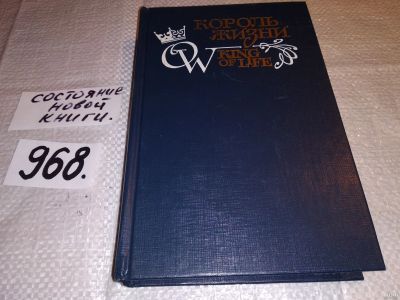 КОРОЛЬ
ЖИЗНИ
OW KING
OF LIFE
СОСТОЯНИЕ
НОВОЙ
КНИГИ.
968.